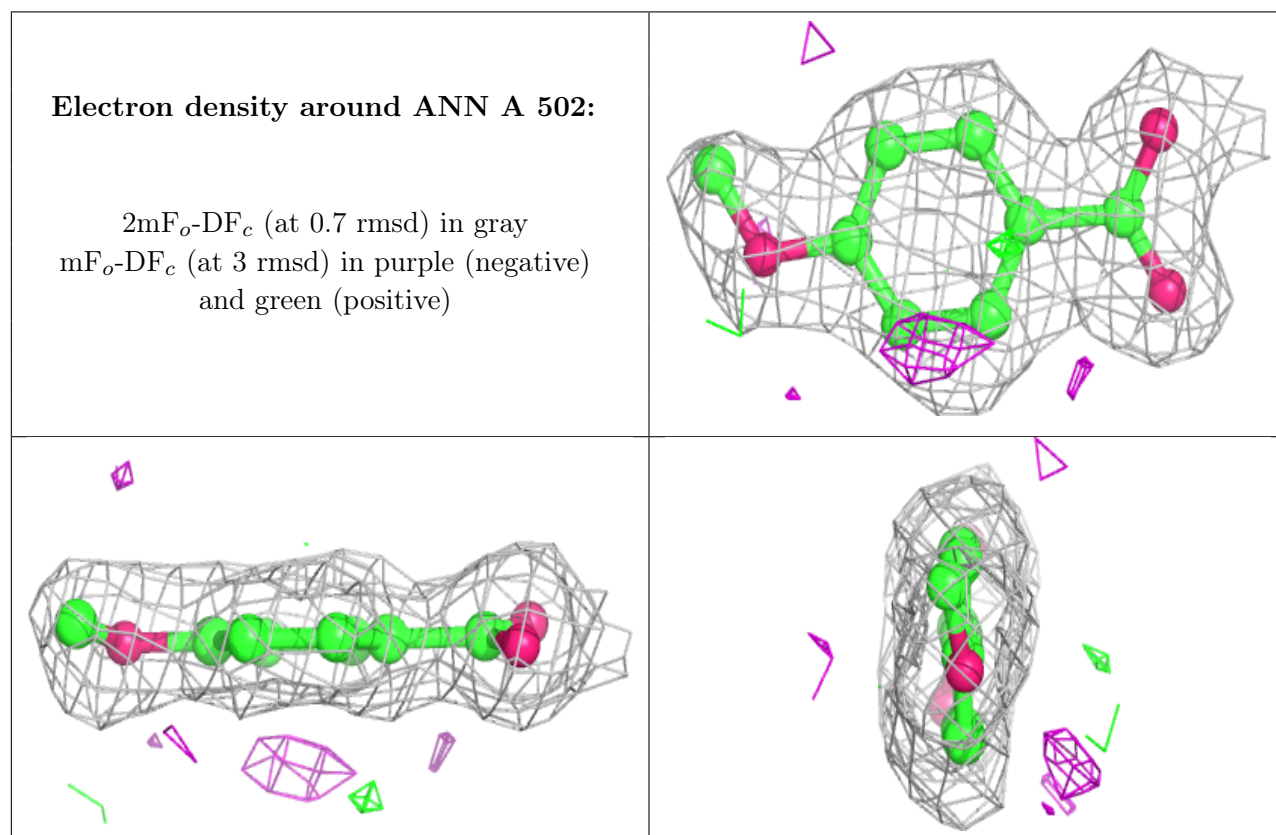 Electron density around ANN A 502:
2mFo-DFc (at 0.7 rmsd) in gray
mFo-DFc (at 3 rmsd) in purple (negative)
and green (positive)